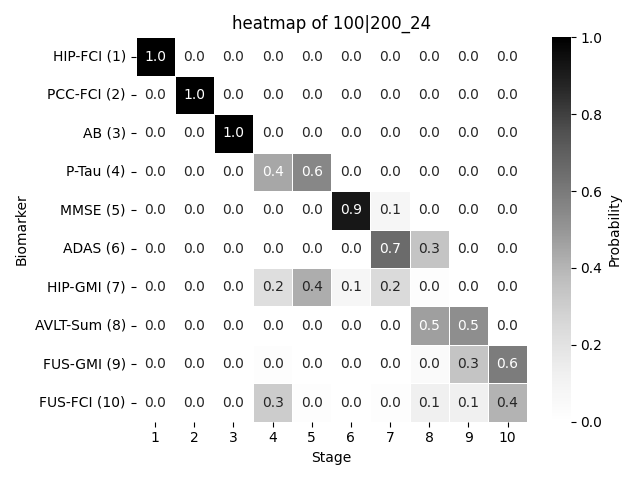 heatmap of 100|200_24
HIP-FCI (1) 1.0 0.0 0.0 0.0 0.0 0.0 0.0 0.0 0.0 0.0
PCC-FCI (2) 0.0 1.0 0.0 0.0 0.0 0.0 0.0 0.0 0.0 0.0
AB (3) 0.0 0.0 1.0 0.0 0.0 0.0 0.0 0.0 0.0 0.0
P-Tau (4) 0.0 0.0 0.0 0.4 0.6 0.0 0.0 0.0 0.0 0.0
MMSE (5) 0.0 0.0 0.0 0.0 0.0 0.9 0.1 0.0 0.0 0.0
ADAS (6) 0.0 0.0 0.0 0.0 0.0 0.0 0.7 0.3 0.0 0.0
HIP-GMI (7) 0.0 0.0 0.0 0.2 0.4 0.1 0.2 0.0 0.0 0.0
AVLT-Sum (8) 0.0 0.0 0.0 0.0 0.0 0.0 0.0 0.5 0.5 0.0
FUS-GMI (9) 0.0 0.0 0.0 0.0 0.0 0.0 0.0 0.0 0.3 0.6
FUS-FCI (10) 0.0 0.0 0.0 0.3 0.0 0.0 0.0 0.1 0.1 0.4
1 2 3 4 5 6 7 8 9 10
Stage
Biomarker
1.0
0.8
0.6
0.4
0.2
0.0
Probability